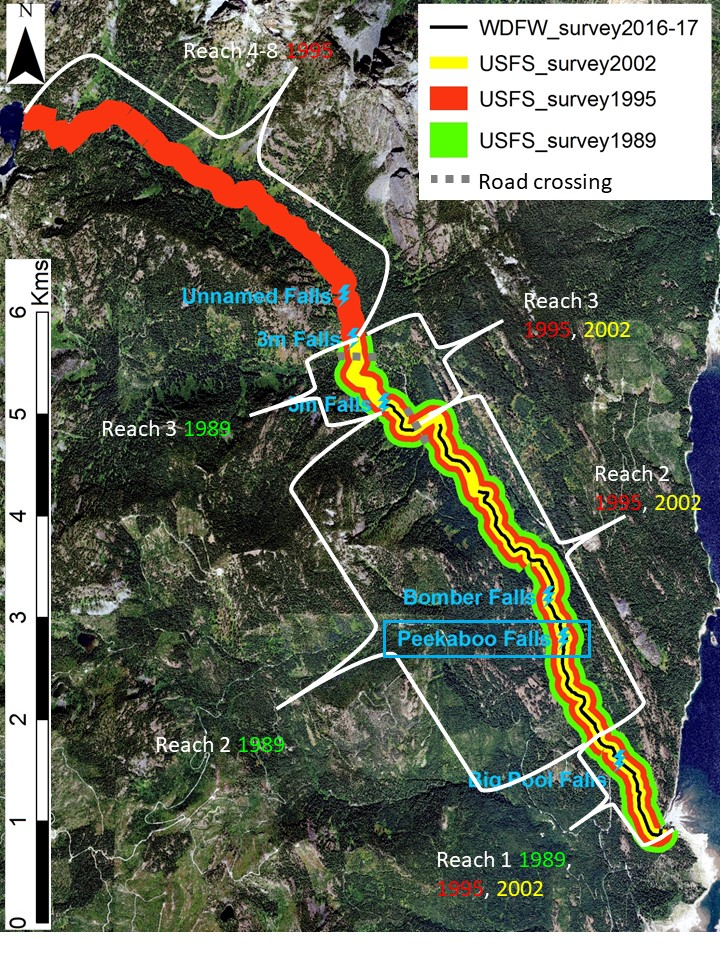 N
Reach 4-8 1995
WDFW_survey2016-17
USFS_survey2002
USFS_survey1995
USFS_survey1989
Road crossing
Kms
6
5
4
3
2
1
0
Unnamed Falls
3m Falls
Reach 3
1995, 2002
3m Falls
Reach 3 1989
Reach 2
1995, 2002
Bomber Falls
Peekaboo Falls
Reach 2 1989
Big Pool Falls
Reach 1 1989,
1995, 2002